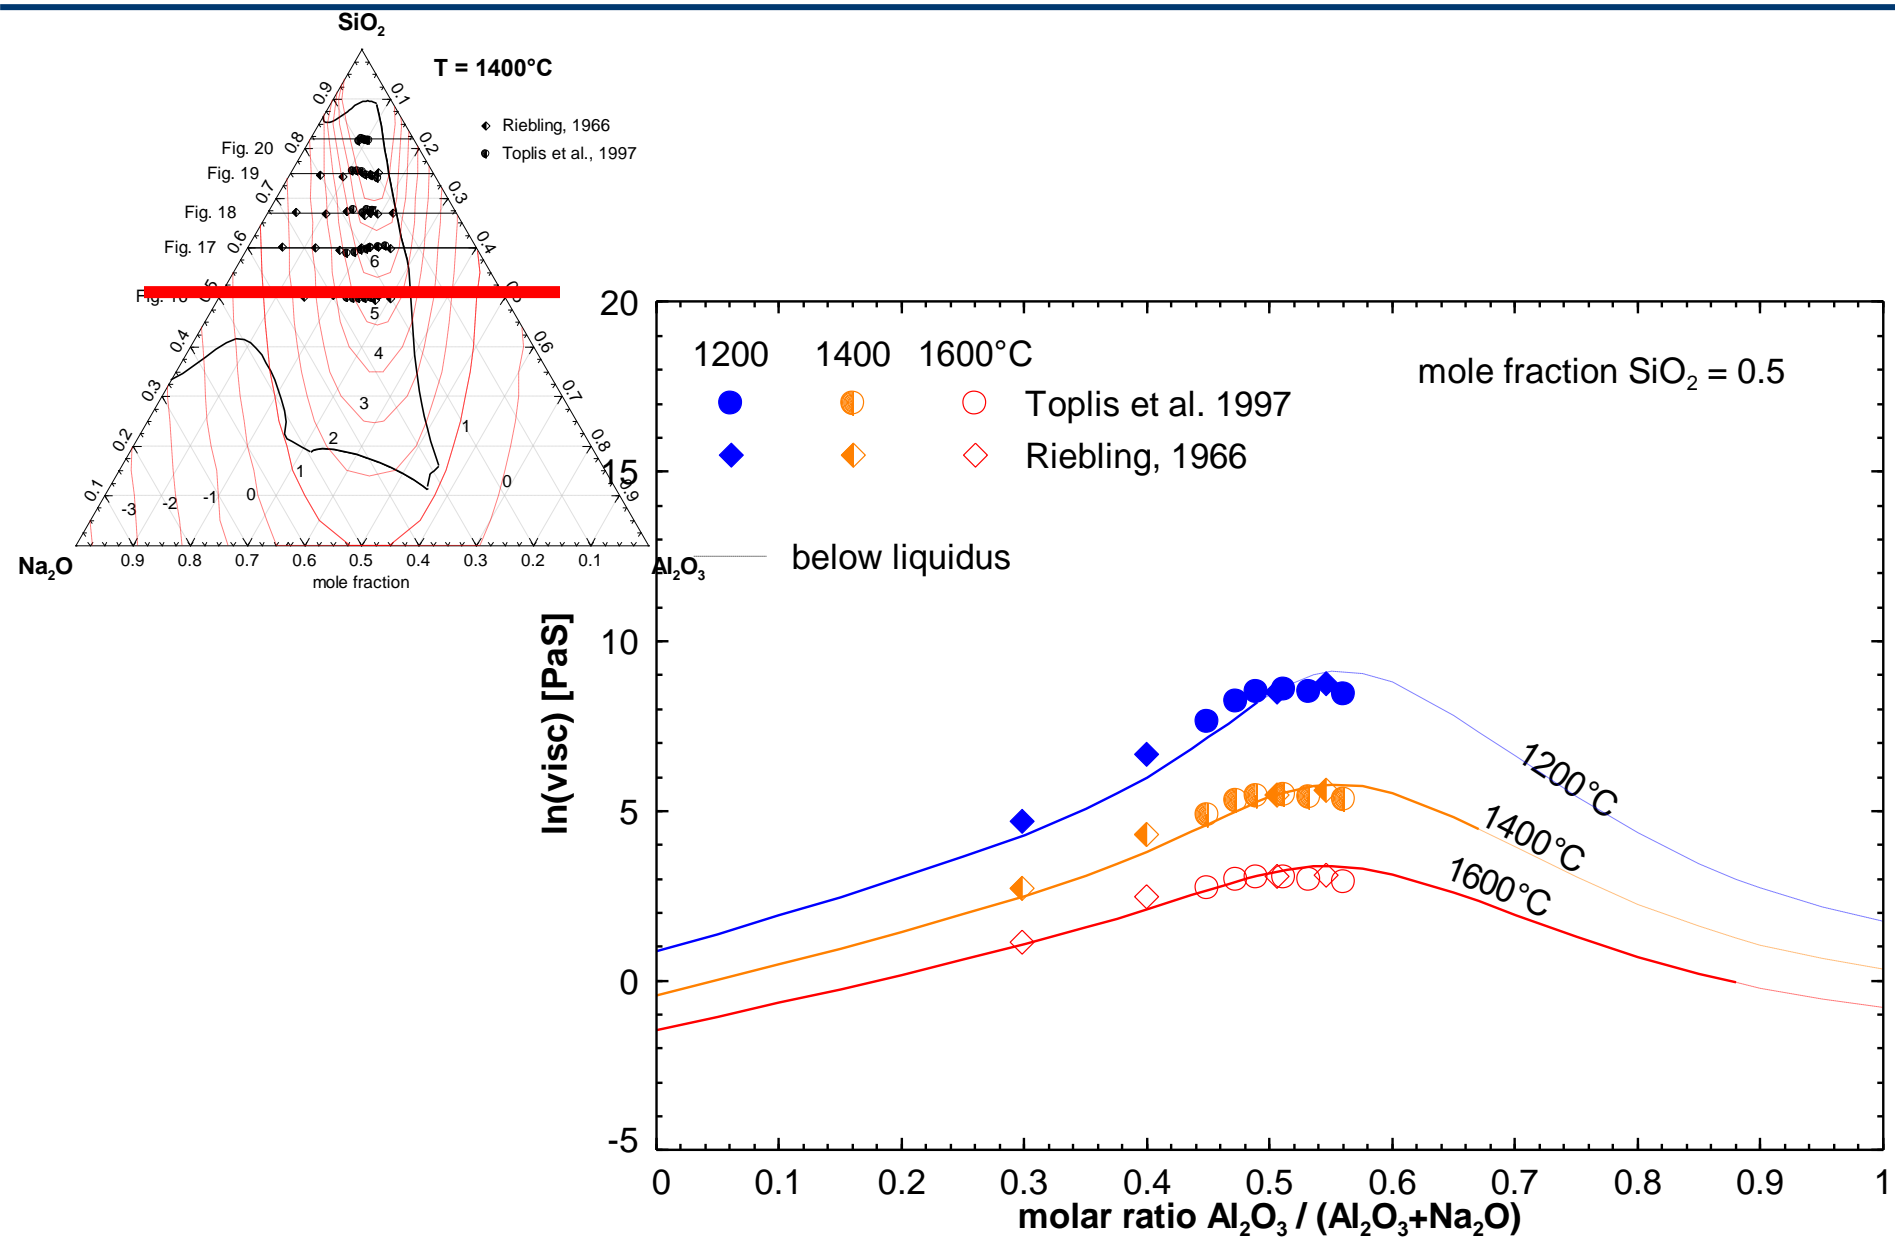 SiO2
T = 1400°C
Riebling, 1966
Toplis et al., 1997
Fig. 20
Fig. 19
Fig. 18
Fig. 17
0.9
0.8
0.7
0.6
0.4
0.3
0.2
0.1
0.1
0.2
0.3
0.4
0.6
0.7
0.8
0.9
6
5
4
3
2
1
1
0
0
-1
-2
-3
Na2O
0.9 0.8 0.7 0.6 0.5 0.4 0.3 0.2 0.1
Al2O3
mole fraction
20
15
10
5
0
-5
1200 1400 1600°C
Toplis et al. 1997
Riebling, 1966
below liquidus
mole fraction SiO2 = 0.5
1200°C
1400°C
1600°C
ln(visc) [PaS]
0 0.1 0.2 0.3 0.4 0.5 0.6 0.7 0.8 0.9 1
molar ratio Al2O3 / (Al2O3+Na2O)